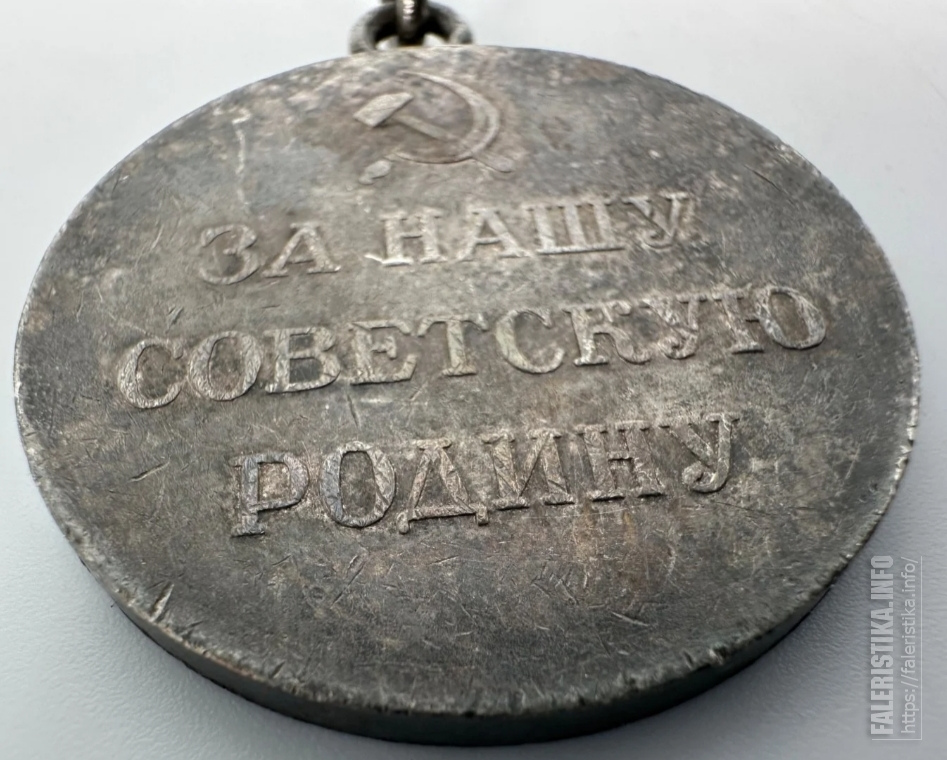 ЗА НАШУ
СОВЕТСКУЮ
РОДИНУ
FALERISTIKA.INFO
https://faleristika.info/